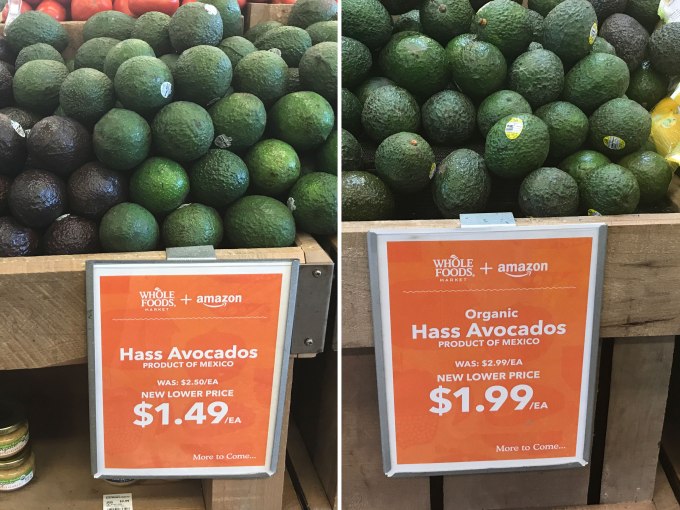 WHOLE FOODS MARKET + amazon
Hass Avocados
PRODUCT OF MEXICO
WAS: $2.50/EA
NEW LOWER PRICE
$1.49/EA
More to Come...
WHOLE FOODS MARKET + amazon
Organic
Hass Avocados
PRODUCT OF MEXICO
WAS: $2.99/EA
NEW LOWER PRICE
$1.99/EA
More to Come...